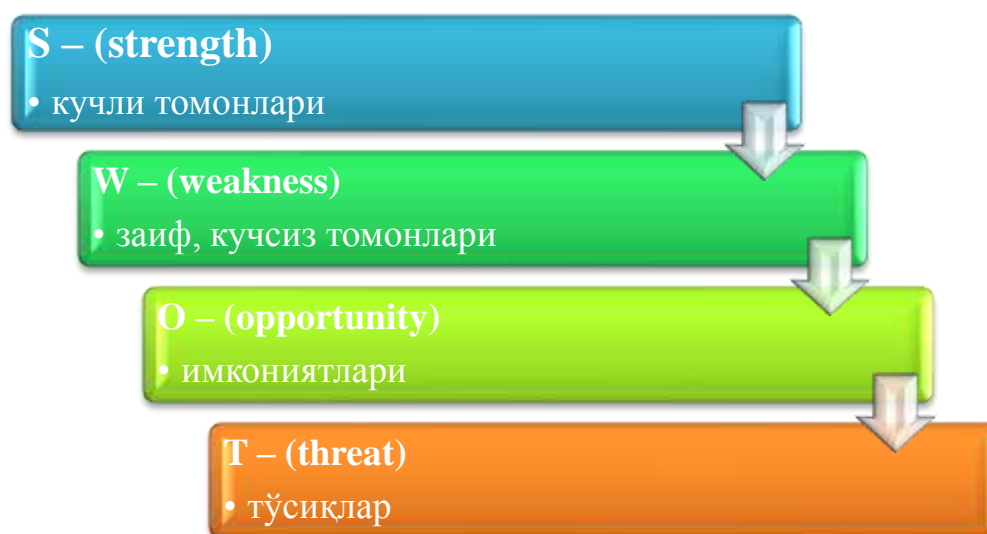 S – (strength)
• кучли томонлари
W – (weakness)
• заиф, кучсиз томонлари
O – (opportunity)
• имкониятлари
T – (threat)
• тўсиқлар